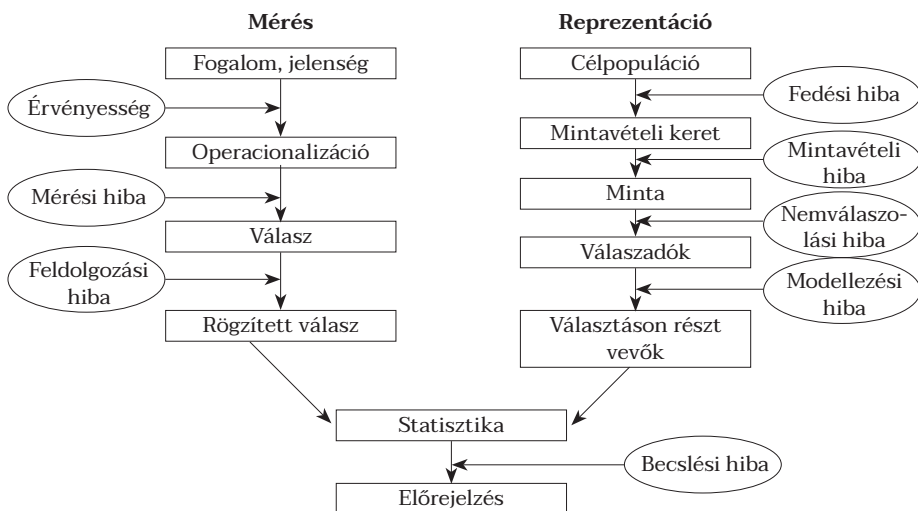 Mérés
Fogalom, jelenség
Érvényesség
Operacionalizáció
Mérési hiba
Válasz
Feldolgozási
hiba
Rögzített válasz
Reprezentáció
Célpopuláció
Fedési hiba
Mintavételi keret
Mintavételi
hiba
Minta
Nemválaszo-
lási hiba
Válaszadók
Modellezési
hiba
Választáson részt
vevők
Statisztika
Becslési hiba
Előrejelzés